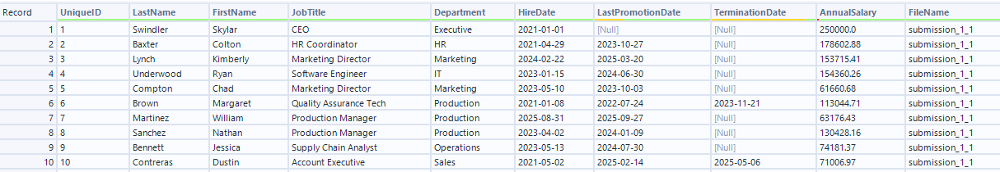 Record UniqueID LastName FirstName JobTitle Department HireDate LastPromotionDate TerminationDate AnnualSalary FileName
1 1 Swindler Skylar CEO Executive 2021-01-01 [Null] [Null] 250000.0 submission_1_1
2 2 Baxter Colton HR Coordinator HR 2021-04-29 2023-10-27 [Null] 178602.88 submission_1_1
3 3 Lynch Kimberly Marketing Director Marketing 2024-02-22 2025-03-20 [Null] 153715.41 submission_1_1
4 4 Underwood Ryan Software Engineer IT 2023-01-15 2024-06-30 [Null] 154360.26 submission_1_1
5 5 Compton Chad Marketing Director Marketing 2023-05-10 2023-10-03 [Null] 61660.68 submission_1_1
6 6 Brown Margaret Quality Assurance Tech Production 2021-01-08 2022-07-24 2023-11-21 113044.71 submission_1_1
7 7 Martinez William Production Manager Production 2025-08-31 2025-09-27 [Null] 63176.43 submission_1_1
8 8 Sanchez Nathan Production Manager Production 2023-04-02 2024-01-09 [Null] 130428.16 submission_1_1
9 9 Bennett Jessica Supply Chain Analyst Operations 2023-05-13 2024-07-30 [Null] 74181.37 submission_1_1
10 10 Contreras Dustin Account Executive Sales 2021-05-02 2025-02-14 2025-05-06 71006.97 submission_1_1